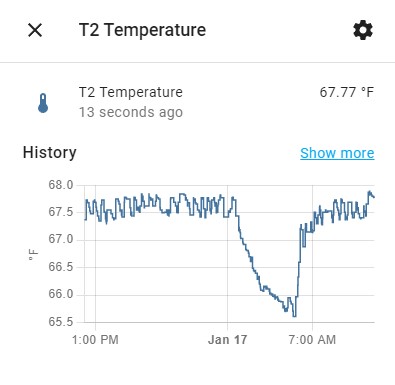 T2 Temperature
T2 Temperature 67.77 °F
13 seconds ago
History Show more
68.0
67.5
67.0
66.5
66.0
65.5
°F
1:00 PM Jan 17 7:00 AM